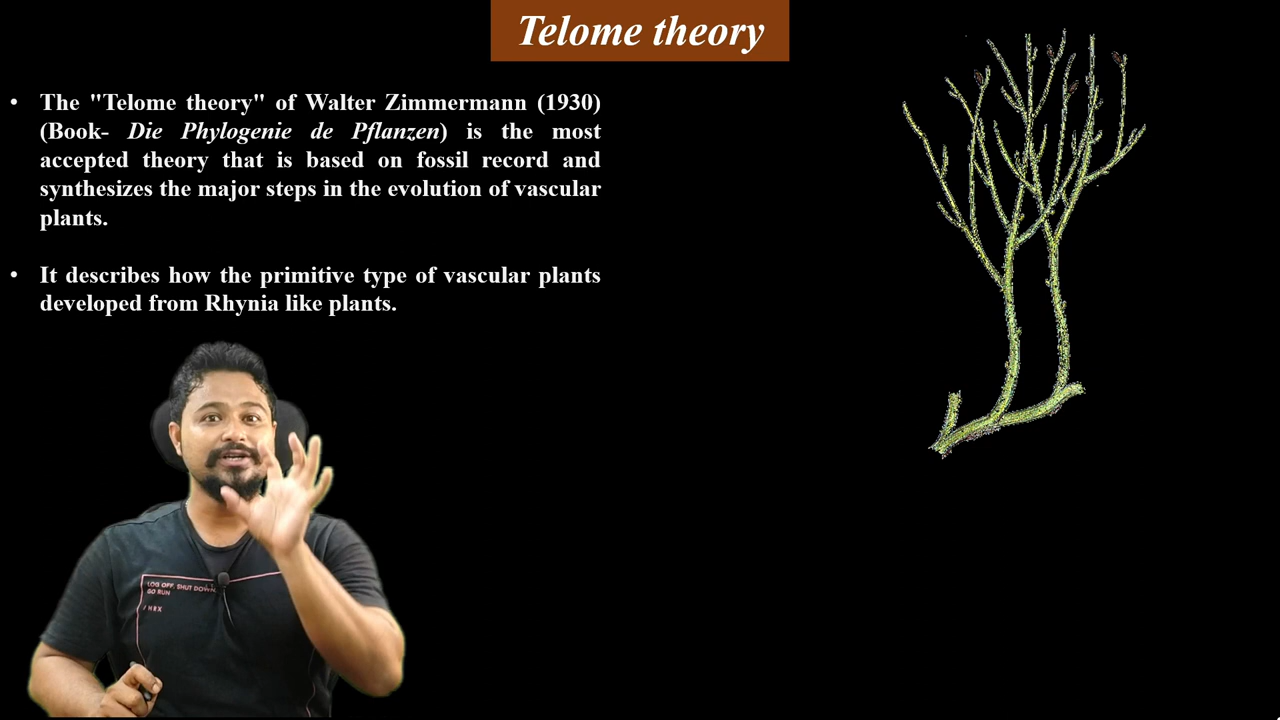 Telome theory
• The "Telome theory" of Walter Zimmermann (1930)
(Book- Die Phylogenie de Pflanzen) is the most
accepted theory that is based on fossil record and
synthesizes the major steps in the evolution of vascular
plants.
• It describes how the primitive type of vascular plants
developed from Rhynia like plants.
LOG OFF. SHUT DOWN.
GO RUN
/HRX